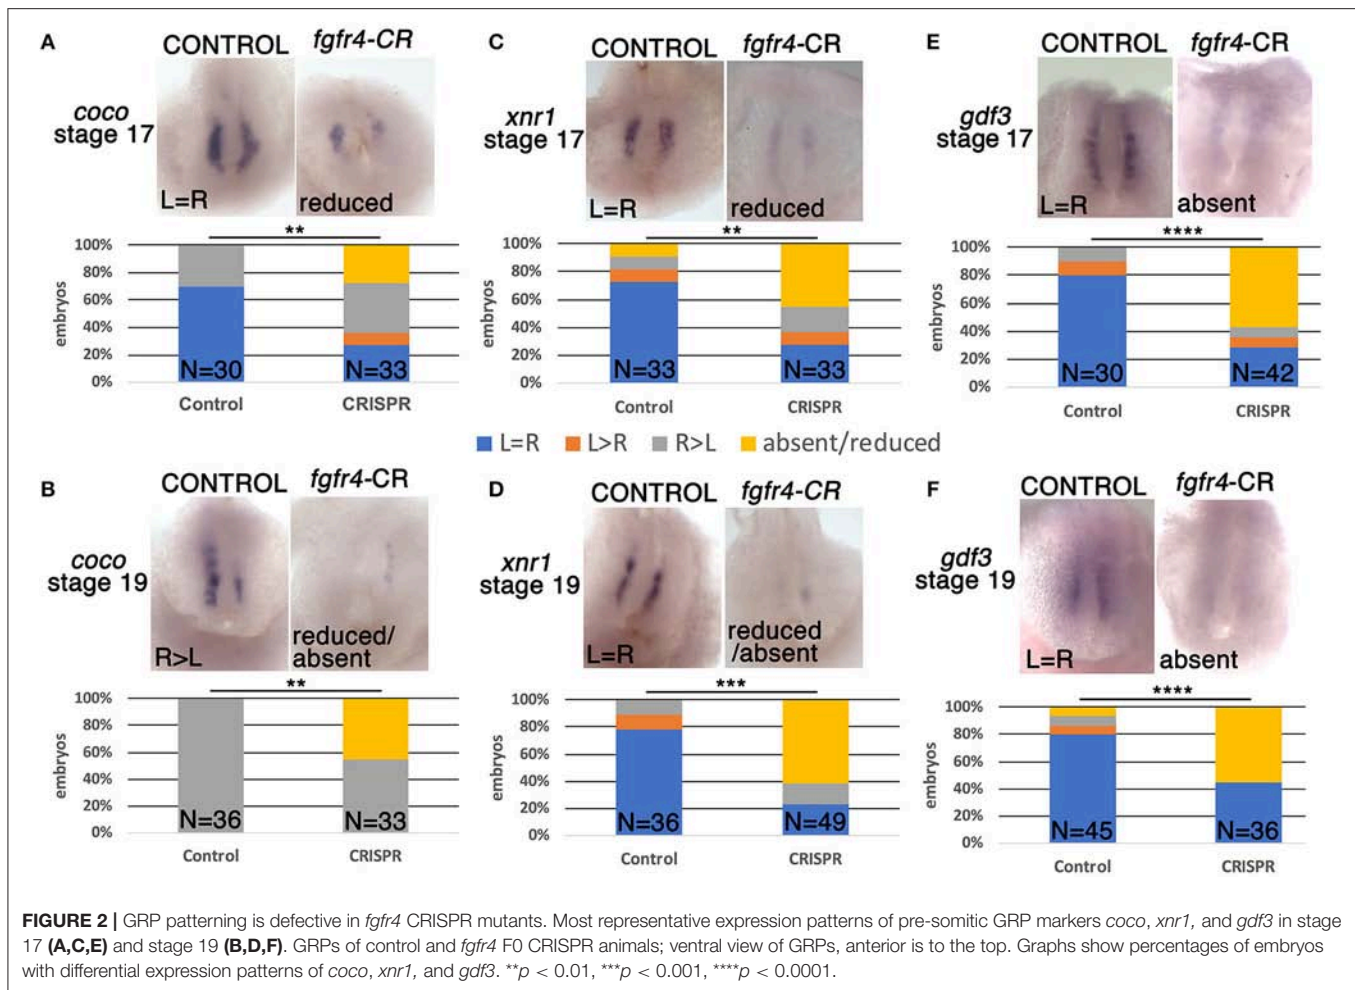 A
CONTROL fgfr4-CR
coco
stage 17
L=R
reduced
**
100%
80%
60%
40%
20%
0%
embryos
N=30
N=33
Control
CRISPR
C
CONTROL fgfr4-CR
xnr1
stage 17
L=R
reduced
**
100%
80%
60%
40%
20%
0%
embryos
N=33
N=33
Control
CRISPR
E
CONTROL fgfr4-CR
gdf3
stage 17
L=R
absent
****
100%
80%
60%
40%
20%
0%
embryos
N=30
N=42
Control
CRISPR
L=R L>R R>L absent/reduced
B
CONTROL fgfr4-CR
coco
stage 19
R>L
reduced/
absent
**
100%
80%
60%
40%
20%
0%
embryos
N=36
N=33
Control
CRISPR
D
CONTROL fgfr4-CR
xnr1
stage 19
L=R
reduced
/absent
***
100%
80%
60%
40%
20%
0%
embryos
N=36
N=49
Control
CRISPR
F
CONTROL fgfr4-CR
gdf3
stage 19
L=R
absent
****
100%
80%
60%
40%
20%
0%
embryos
N=45
N=36
Control
CRISPR
FIGURE 2 | GRP patterning is defective in fgfr4 CRISPR mutants. Most representative expression patterns of pre-somitic GRP markers coco, xnr1, and gdf3 in stage
17 (A,C,E) and stage 19 (B,D,F). GRPs of control and fgfr4 F0 CRISPR animals; ventral view of GRPs, anterior is to the top. Graphs show percentages of embryos
with differential expression patterns of coco, xnr1, and gdf3. **p < 0.01, ***p < 0.001, ****p < 0.0001.